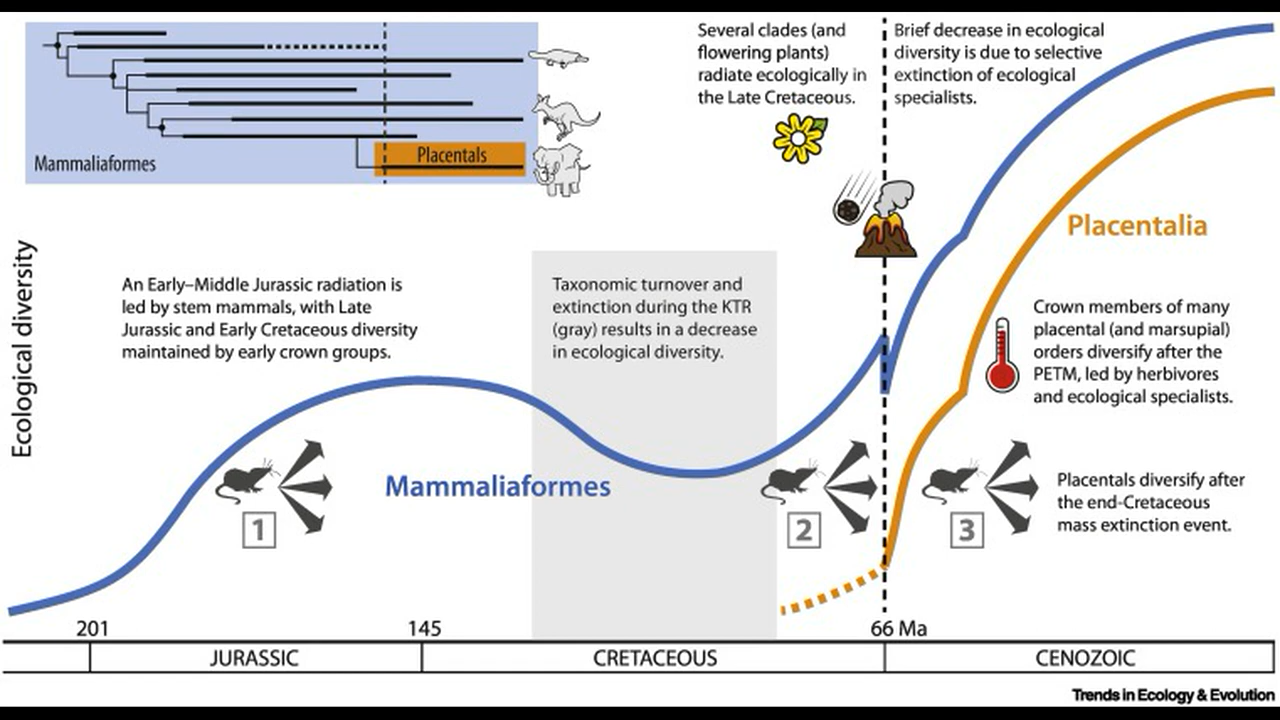 Mammaliaformes
Placentals
Several clades (and
flowering plants)
radiate ecologically in
the Late Cretaceous.
Brief decrease in ecological
diversity is due to selective
extinction of ecological
specialists.
Placentalia
Ecological diversity
An Early–Middle Jurassic radiation is
led by stem mammals, with Late
Jurassic and Early Cretaceous diversity
maintained by early crown groups.
Taxonomic turnover and
extinction during the KTR
(gray) results in a decrease
in ecological diversity.
Crown members of many
placental (and marsupial)
orders diversify after the
PETM, led by herbivores
and ecological specialists.
Mammaliaformes
1
2
3
Placentals diversify after
the end-Cretaceous
mass extinction event.
201
145
66 Ma
JURASSIC
CRETACEOUS
CENOZOIC
Trends in Ecology & Evolution